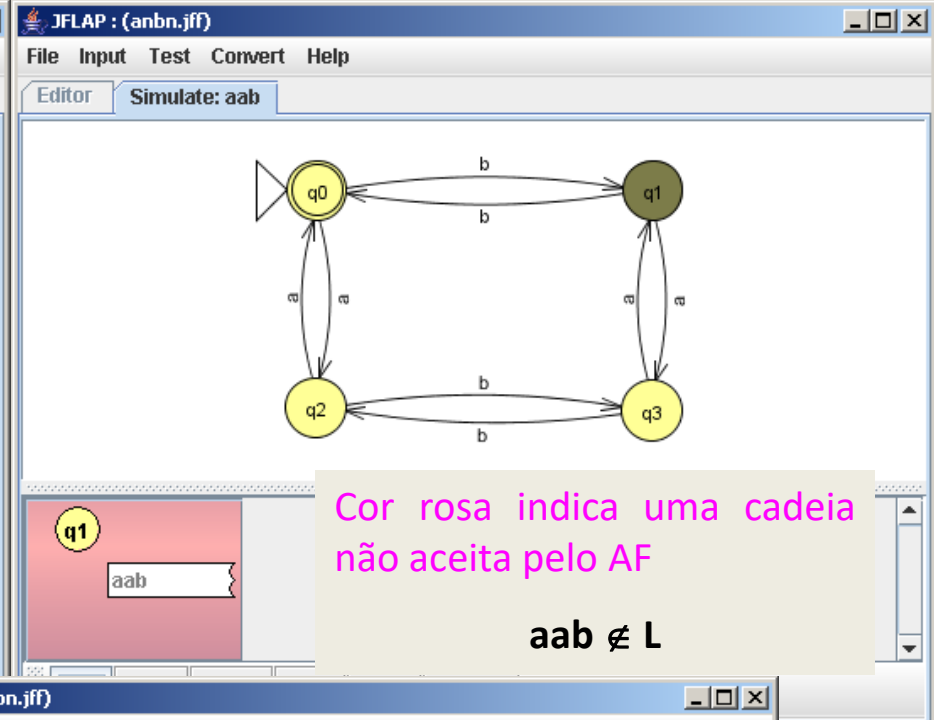 JFLAP : (anbn.jff)
File Input Test Convert Help
Editor Simulate: aab
b
q0 q1
b
a a a a
b
q2 q3
b
q1
aab
Cor rosa indica uma cadeia
não aceita pelo AF
aab ∉ L
n.jff)